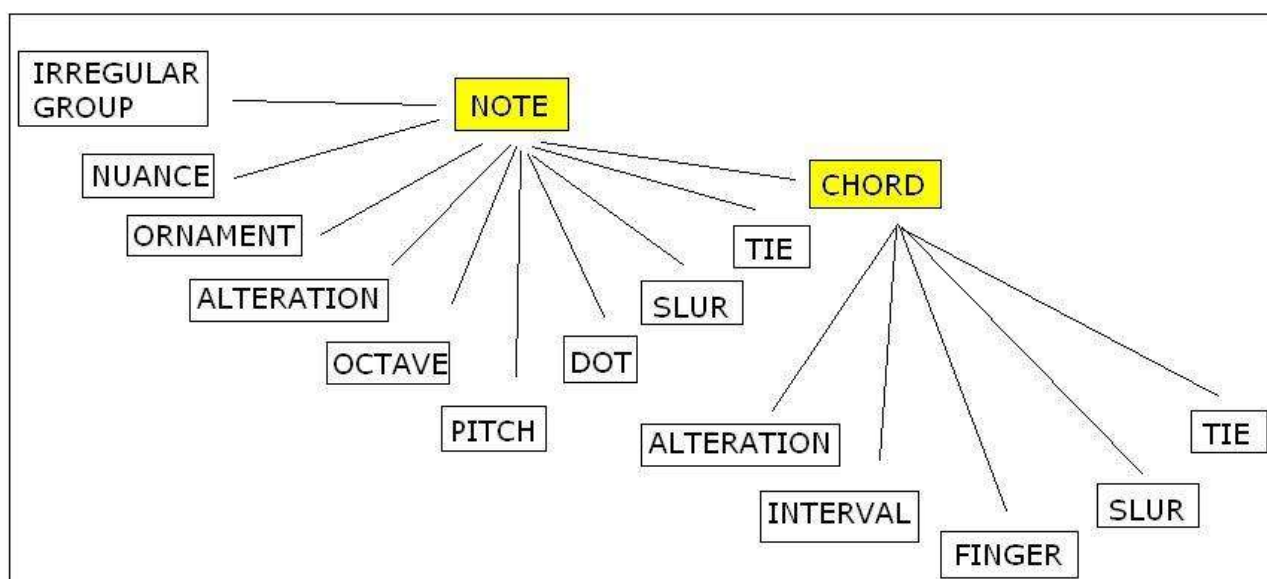 IRREGULAR
GROUP
NOTE
NUANCE
CHORD
ORNAMENT
TIE
ALTERATION
SLUR
OCTAVE
DOT
PITCH
ALTERATION
TIE
INTERVAL
SLUR
FINGER